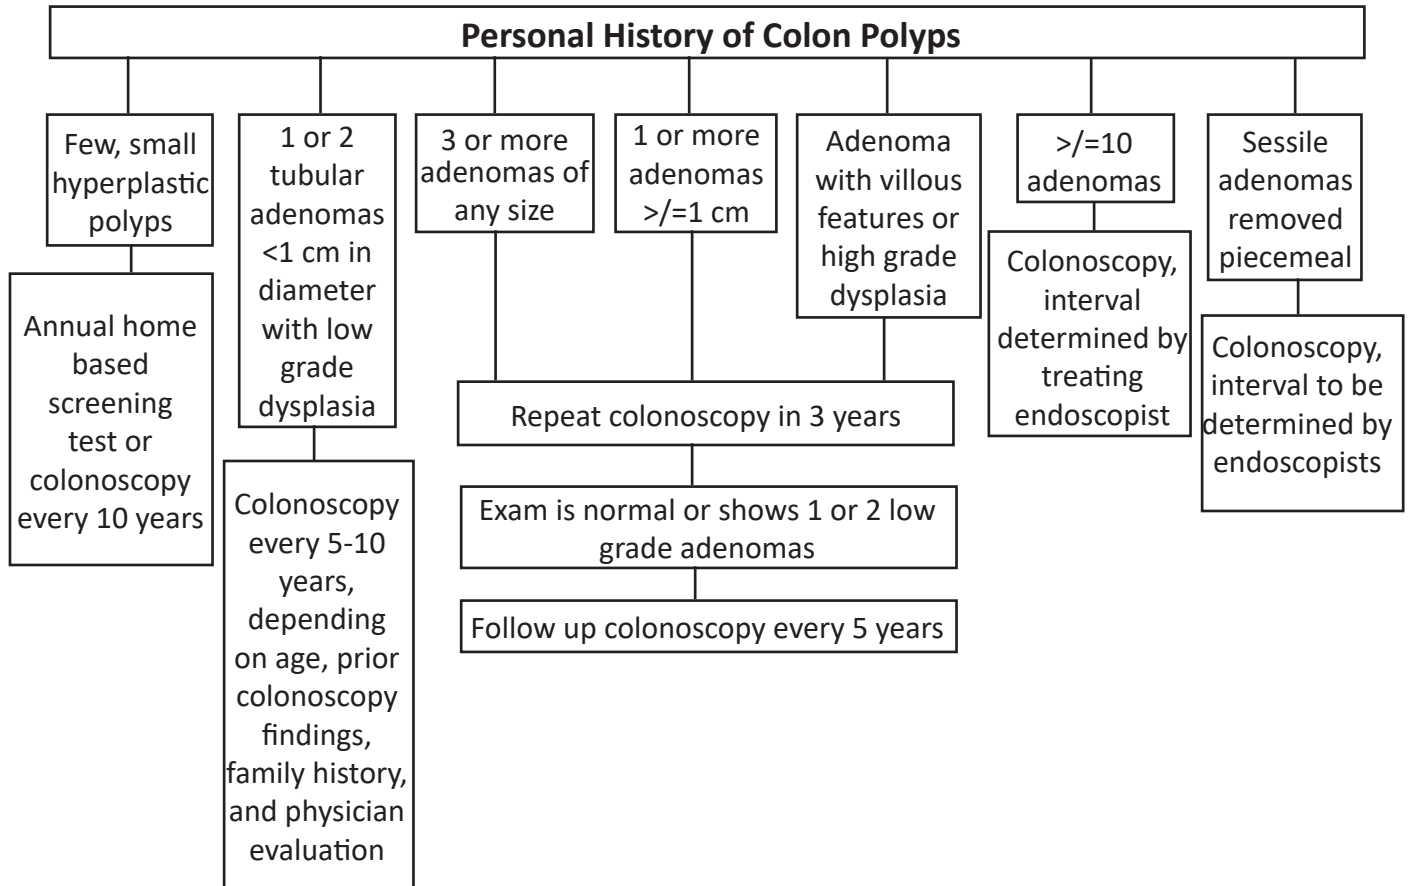 Personal History of Colon Polyps
Few, small
hyperplastic
polyps
Annual home
based
screening
test or
colonoscopy
every 10 years
1 or 2
tubular
adenomas
<1 cm in
diameter
with low
grade
dysplasia
Colonoscopy
every 5-10
years,
depending
on age, prior
colonoscopy
findings,
family history,
and physician
evaluation
3 or more
adenomas of
any size
1 or more
adenomas
>/=1 cm
Adenoma
with villous
features or
high grade
dysplasia
Repeat colonoscopy in 3 years
Exam is normal or shows 1 or 2 low
grade adenomas
Follow up colonoscopy every 5 years
>/=10
adenomas
Colonoscopy,
interval
determined by
treating
endoscopist
Sessile
adenomas
removed
piecemeal
Colonoscopy,
interval to be
determined by
endoscopists